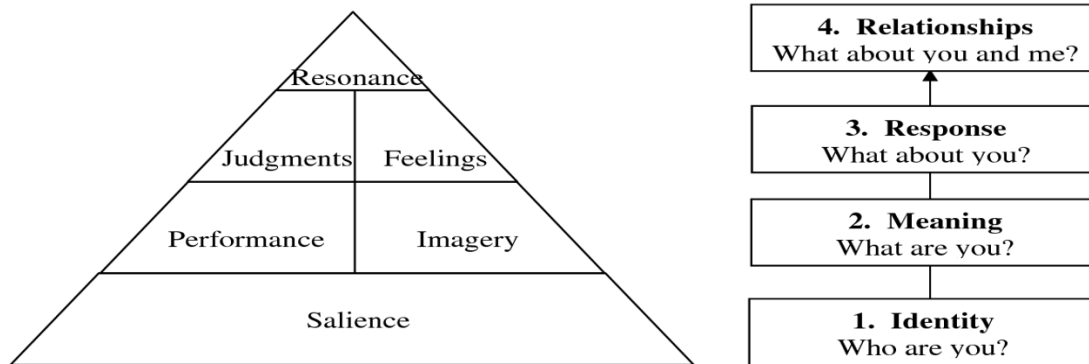 Resonance
Judgments
Feelings
Performance
Imagery
Salience
4. Relationships
What about you and me?
3. Response
What about you?
2. Meaning
What are you?
1. Identity
Who are you?